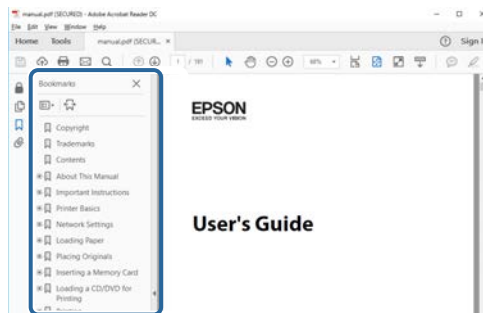 manual.pdf (SECURED) - Adobe Acrobat Reader DC
File Edit View Window Help
Home Tools manual.pdf (SECUR... × Sign I
1 / 191
Bookmarks
Copyright
Trademarks
Contents
About This Manual
Important Instructions
Printer Basics
Network Settings
Loading Paper
Placing Originals
Inserting a Memory Card
Loading a CD/DVD for
Printing
EPSON
EXCEED YOUR VISION
User's Guide